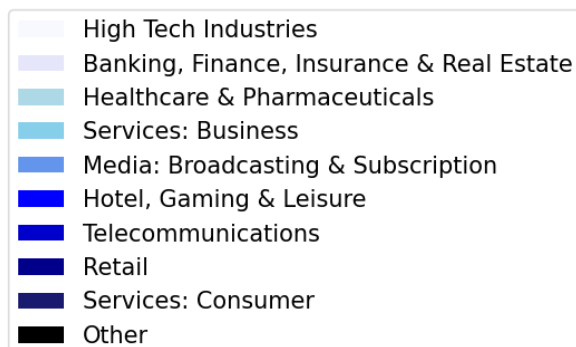 High Tech Industries
Banking, Finance, Insurance & Real Estate
Healthcare & Pharmaceuticals
Services: Business
Media: Broadcasting & Subscription
Hotel, Gaming & Leisure
Telecommunications
Retail
Services: Consumer
Other